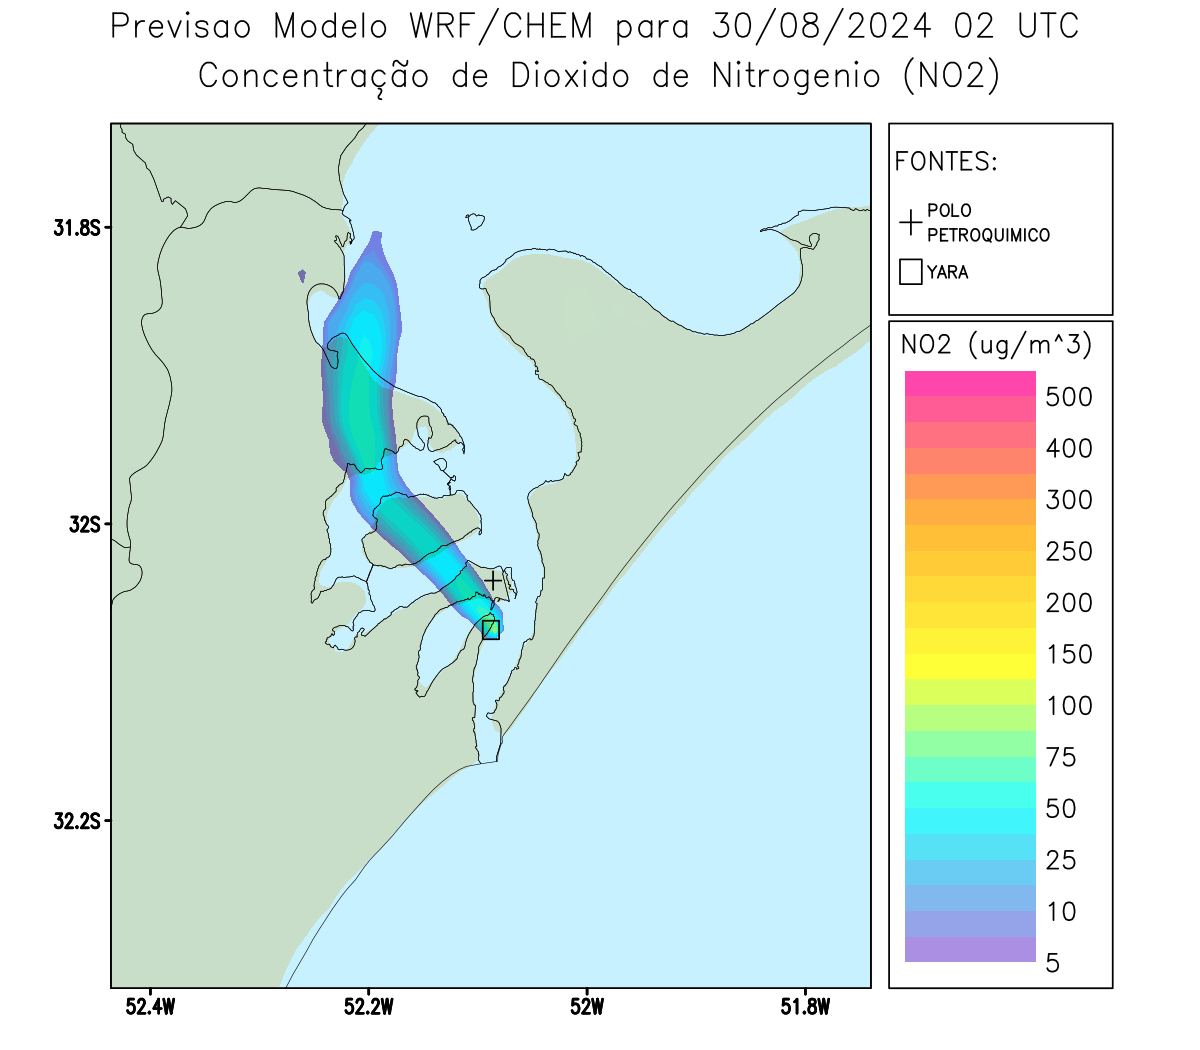 Previsao Modelo WRF/CHEM para 30/08/2024 02 UTC
Concentração de Dioxido de Nitrogenio (NO2)
FONTES:
POLO
PETROQUIMICO
YARA
31.8S
32S
32.2S
52.4W
52.2W
52W
51.8W
NO2 (ug/m^3)
500
400
300
250
200
150
100
75
50
25
10
5